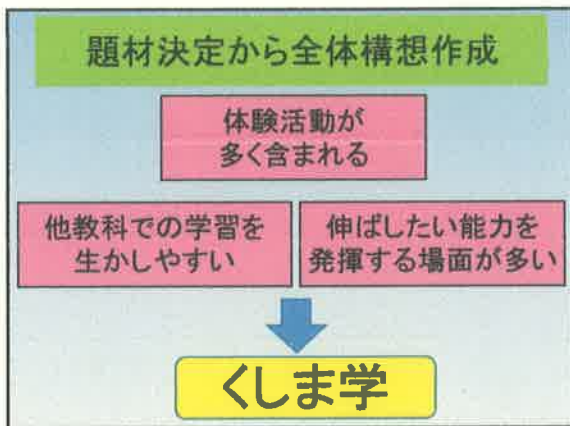 題材決定から全体構想作成
体験活動が
多く含まれる
他教科での学習を
生かしやすい
伸ばしたい能力を
発揮する場面が多い
くしま学